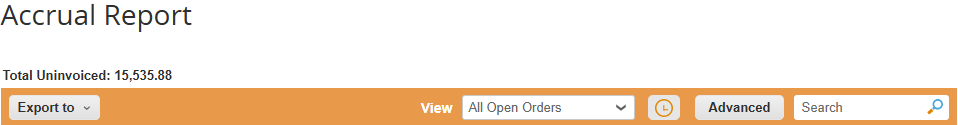 Accrual Report
Total Uninvoiced: 15,535.88
Export to View All Open Orders Advanced Search